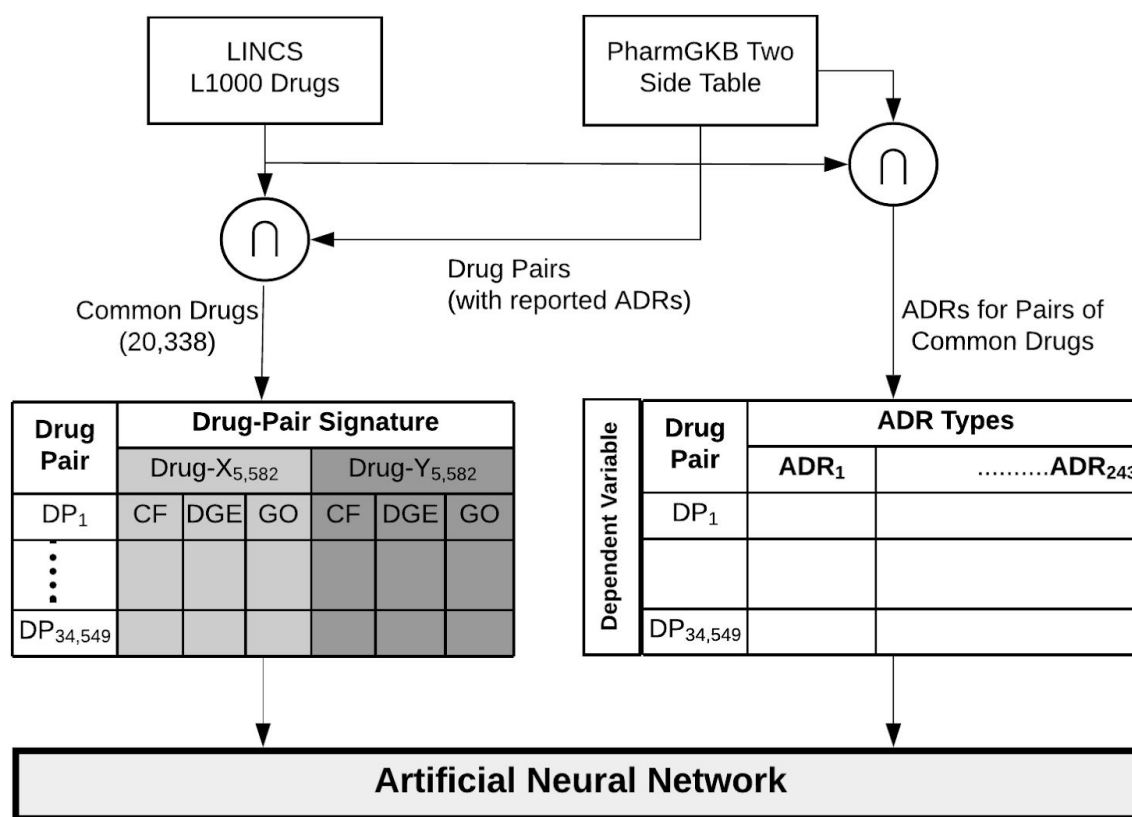 LINCS
L1000 Drugs
PharmGKB Two
Side Table
∩
∩
Drug Pairs
(with reported ADRs)
Common Drugs
(20,338)
ADRs for Pairs of
Common Drugs
Drug
Pair
Drug-Pair Signature
Drug-X5,582 Drug-Y5,582
DP1 CF DGE GO CF DGE GO
DP34,549
Dependent Variable
Drug
Pair
ADR Types
ADR1 ..........ADR243
DP1
DP34,549
Artificial Neural Network